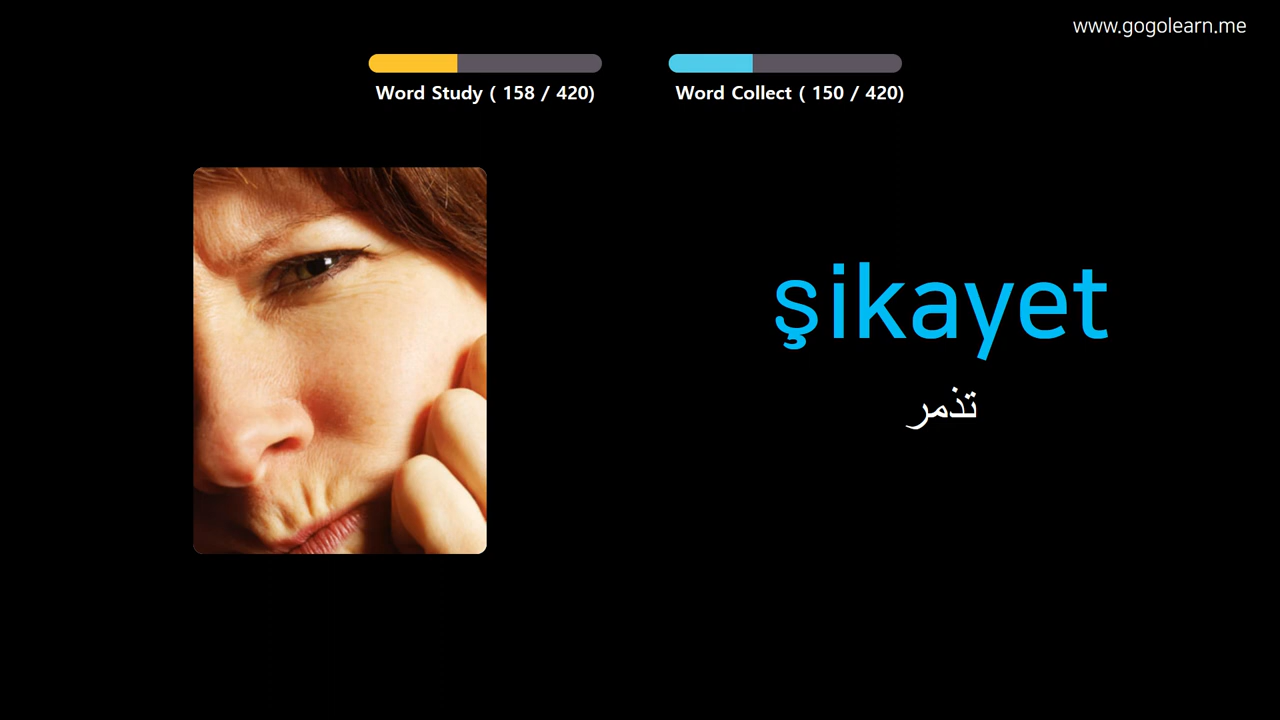 www.gogolearn.me
Word Study ( 158 / 420)
Word Collect ( 150 / 420)
şikayet
تذمر